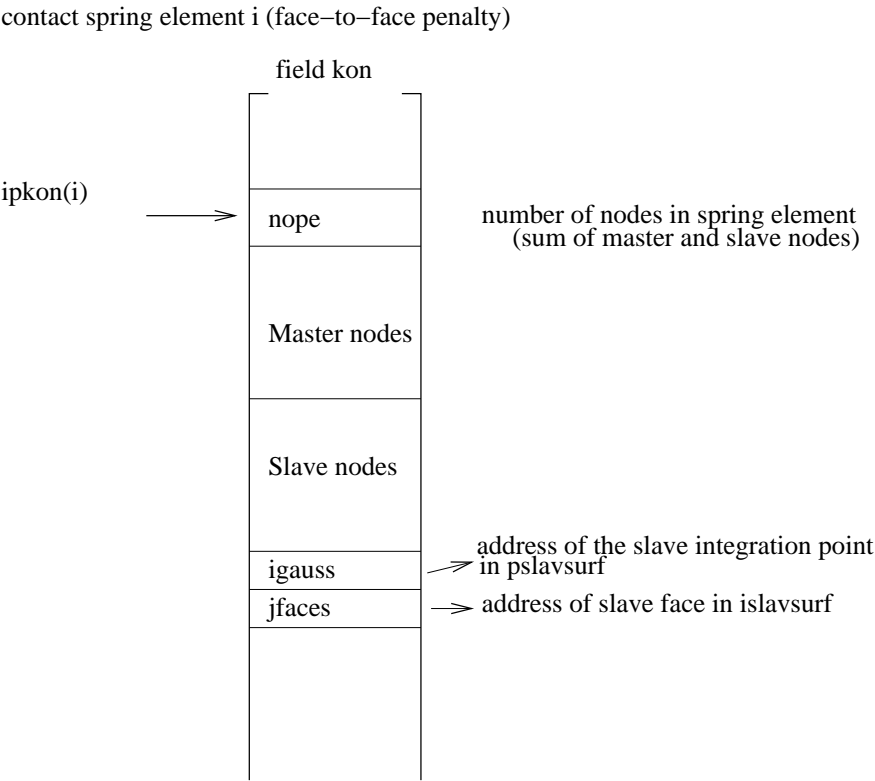 contact spring element i (face−to−face penalty)
field kon
ipkon(i)
nope
number of nodes in spring element
(sum of master and slave nodes)
Master nodes
Slave nodes
igauss
address of the slave integration point
in pslavsurf
jfaces
address of slave face in islavsurf